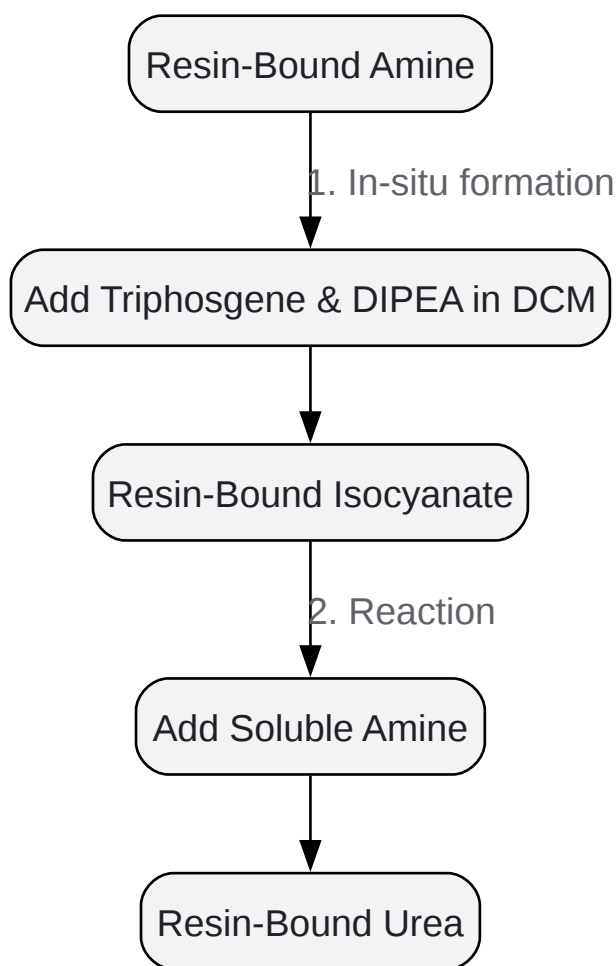 Resin-Bound Amine
1. In-situ formation
Add Triphosgene & DIPEA in DCM
Resin-Bound Isocyanate
2. Reaction
Add Soluble Amine
Resin-Bound Urea